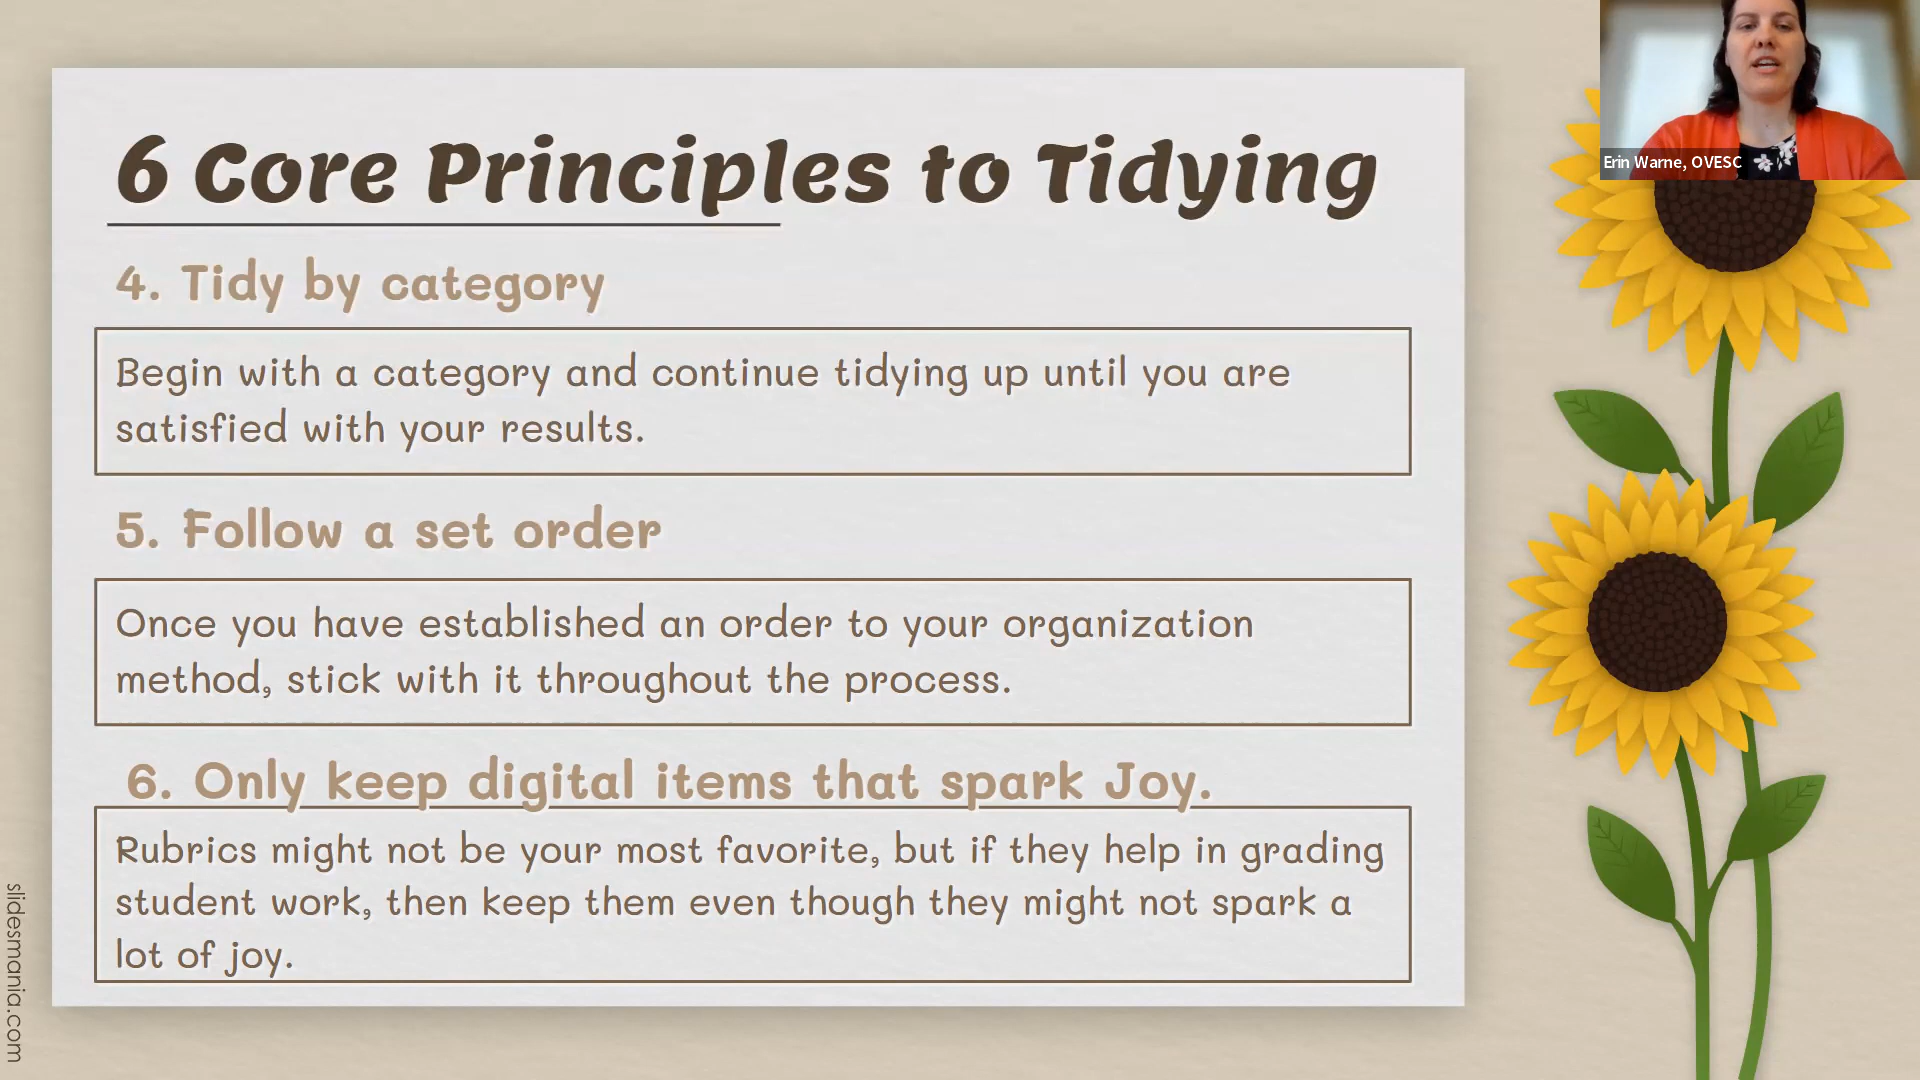 6 Core Principles to Tidying
4. Tidy by category
Begin with a category and continue tidying up until you are
satisfied with your results.
5. Follow a set order
Once you have established an order to your organization
method, stick with it throughout the process.
6. Only keep digital items that spark Joy.
Rubrics might not be your most favorite, but if they help in grading
student work, then keep them even though they might not spark a
lot of joy.
Erin Warne, OVESC
slidesmania.com